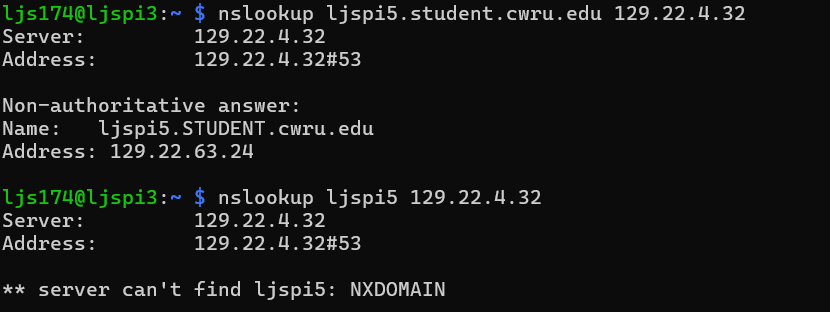 ljs174@ljspi3:~ $ nslookup ljspi5.student.cwru.edu 129.22.4.32
Server:		129.22.4.32
Address:	129.22.4.32#53

Non-authoritative answer:
Name:	ljspi5.STUDENT.cwru.edu
Address: 129.22.63.24

ljs174@ljspi3:~ $ nslookup ljspi5 129.22.4.32
Server:		129.22.4.32
Address:	129.22.4.32#53

** server can't find ljspi5: NXDOMAIN